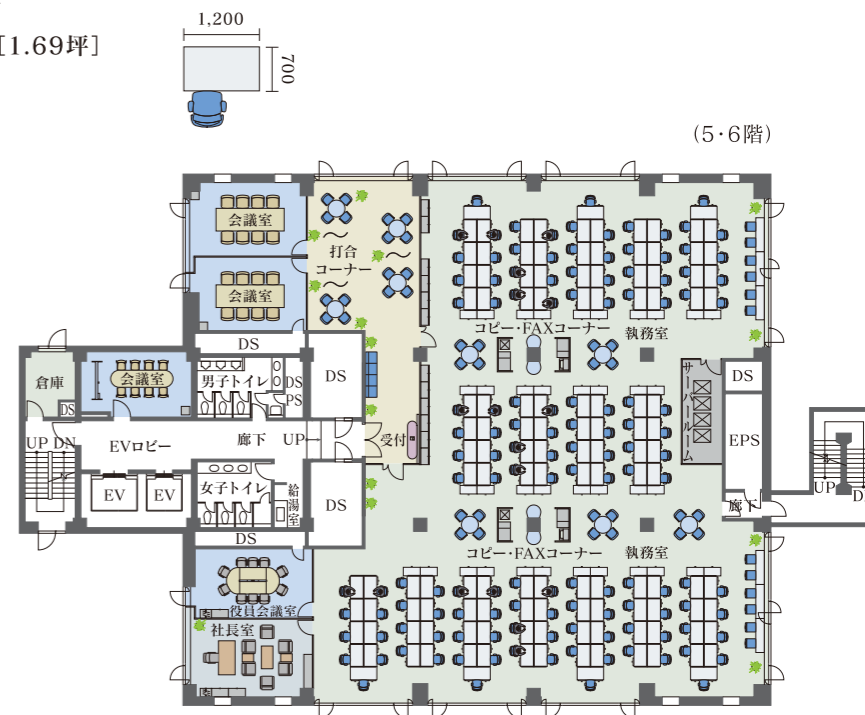 [1.69坪]
1,200
700
(5・6階)
会議室
打合
コーナー
会議室
コピー・FAXコーナー 執務室
DS
倉庫
会議室
男子トイレ
DS
PS
DS
サーバールーム
DS
DS
EPS
UP DN
EVロビー
廊下
UP
受付
EV
EV
女子トイレ
給湯室
DS
UP
D
廊下
DS
コピー・FAXコーナー 執務室
役員会議室
社長室